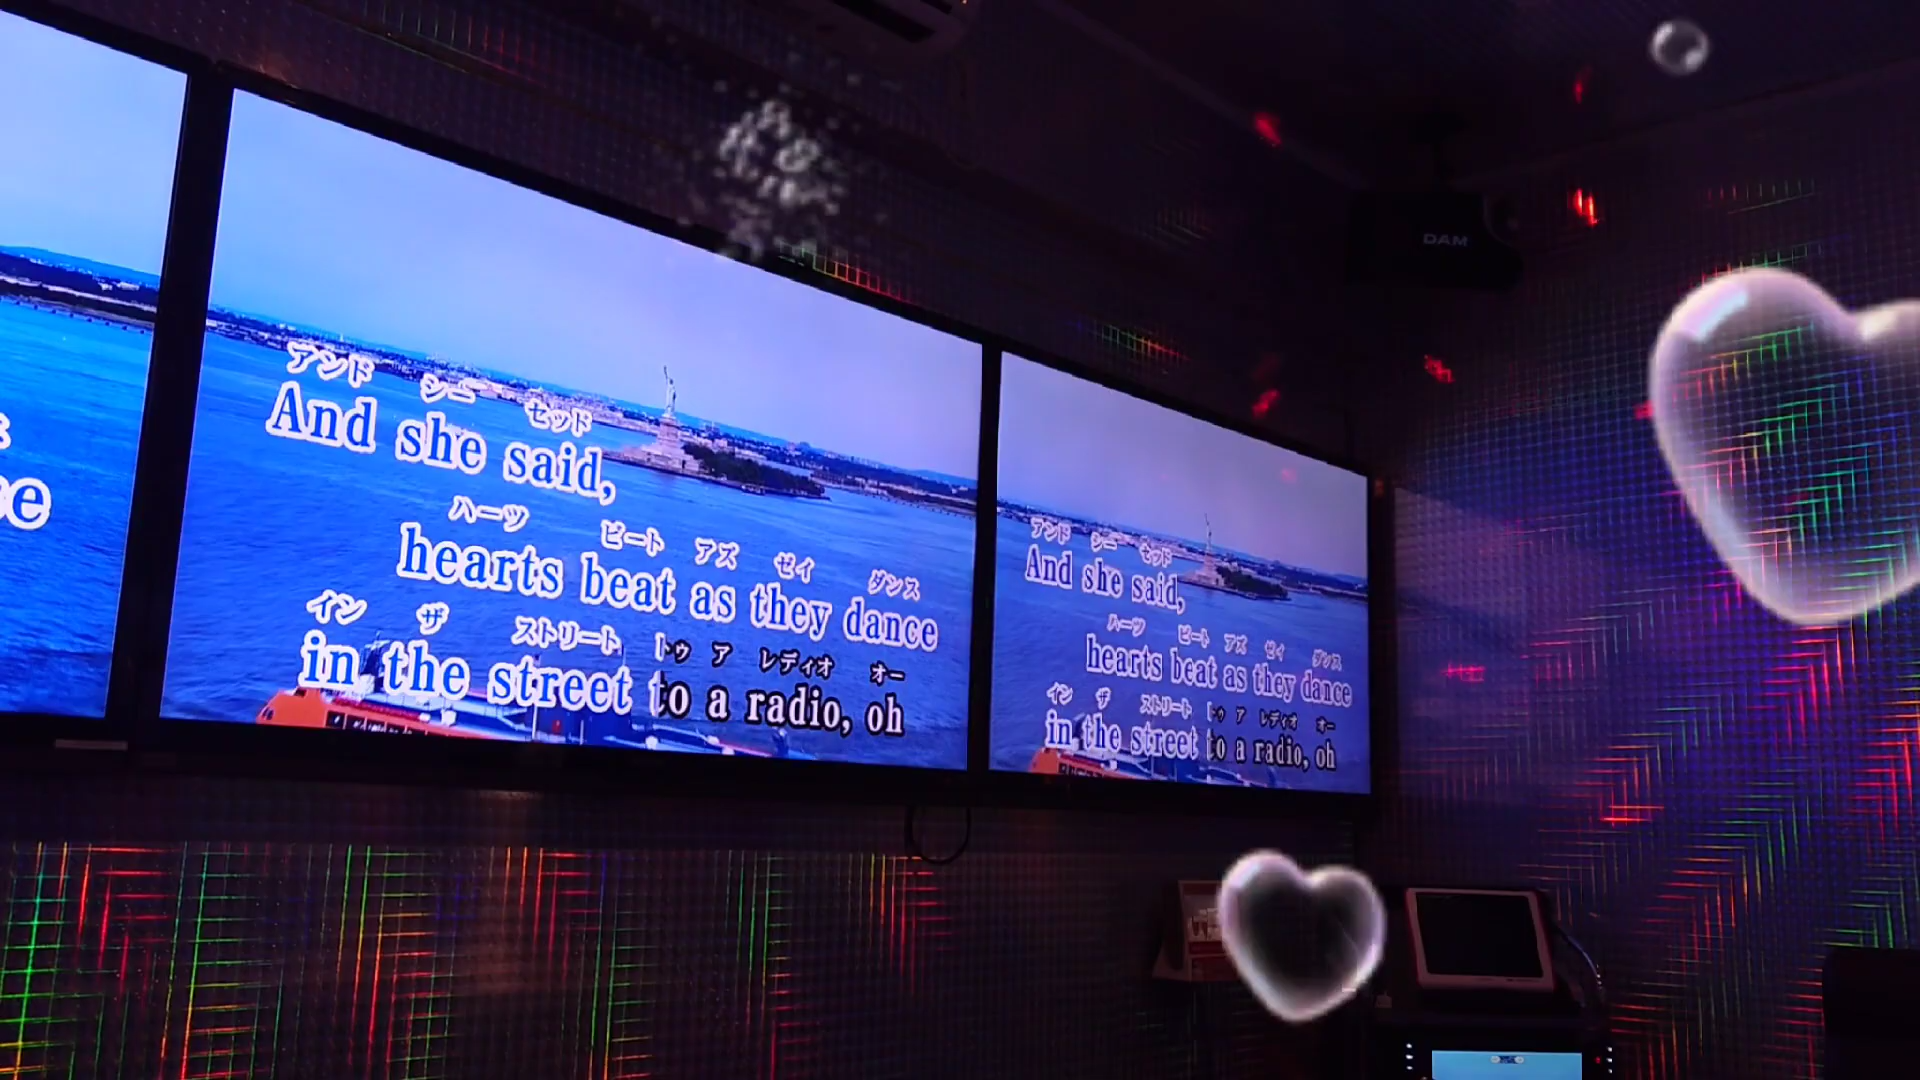 アンド シー セッド
And she said,
ハーツ ビート アズ ゼイ ダンス
hearts beat as they dance
イン ザ ストリート トゥ ア レディオ オー
in the street to a radio, oh
アンド シー セッド
And she said,
ハーツ ビート アズ ゼイ ダンス
hearts beat as they dance
イン ザ ストリート トゥ ア レディオ オー
in the street to a radio, oh
DAM